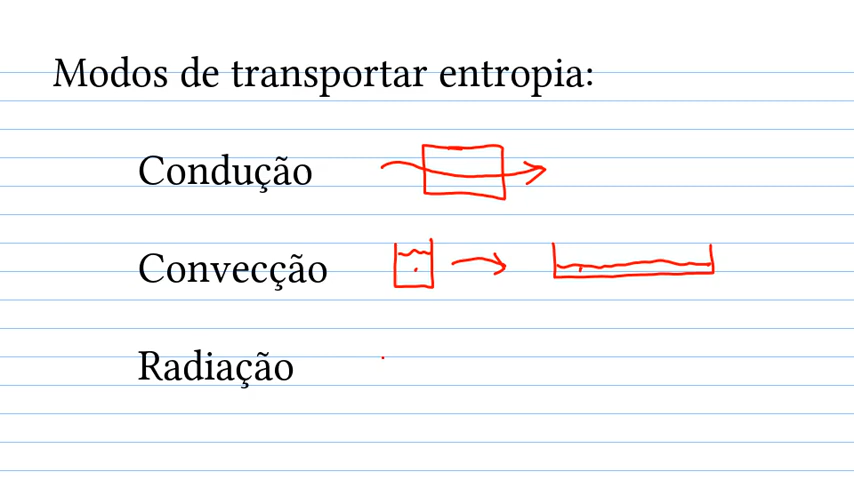 Modos de transportar entropia:
Condução
Convecção
Radiação